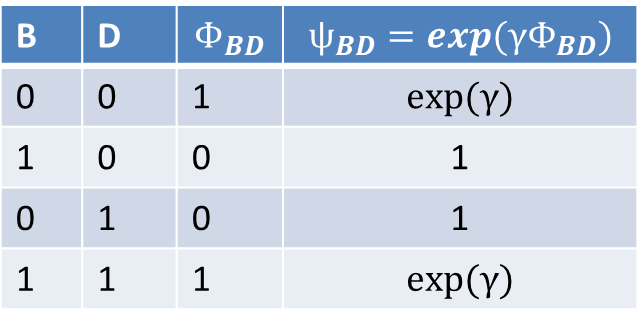 B D Φ_BD ψ_BD = exp(γΦ_BD)
0 0 1 exp(γ)
1 0 0 1
0 1 0 1
1 1 1 exp(γ)